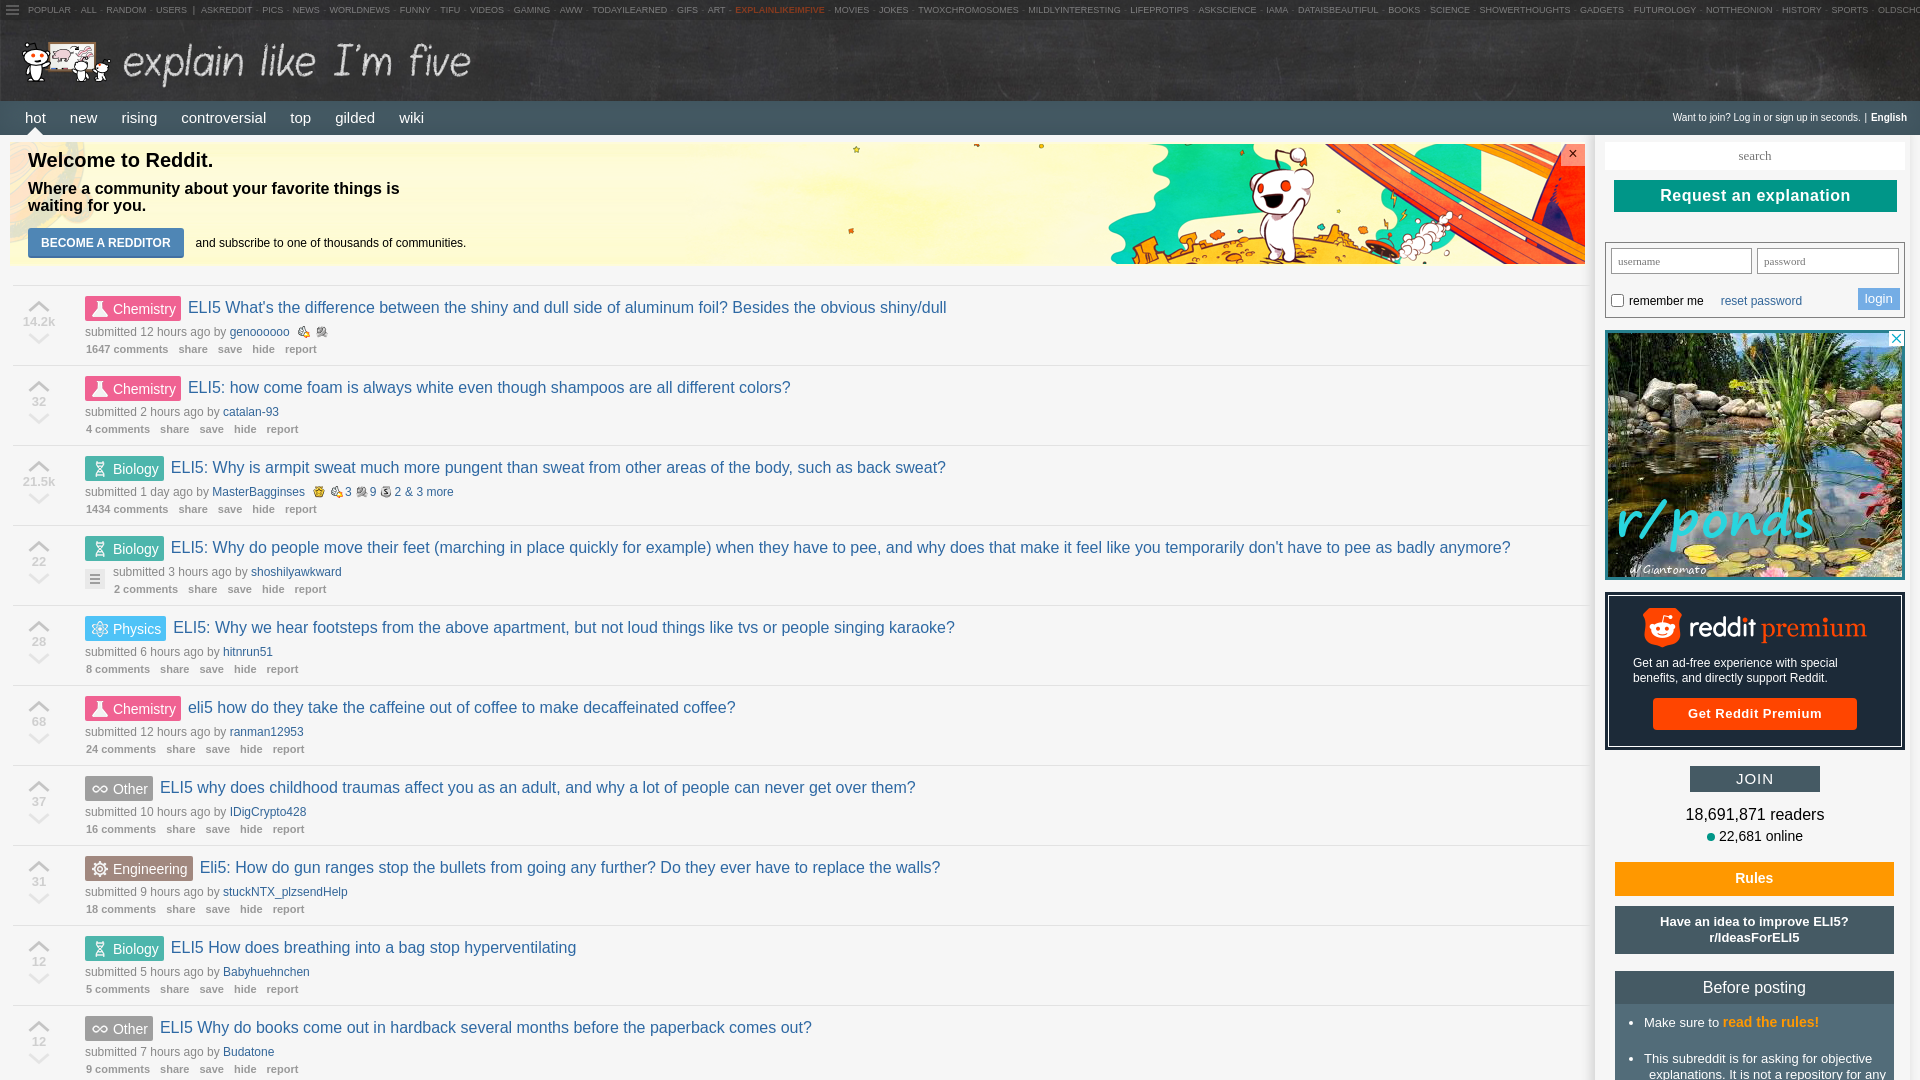 POPULAR - ALL - RANDOM - USERS | ASKREDDIT - PICS - NEWS - WORLDNEWS - FUNNY - TIFU - VIDEOS - GAMING - AWW - TODAYILEARNED - GIFS - ART - EXPLAINLIKEIMFIVE - MOVIES - JOKES - TWOXCHROMOSOMES - MILDLYINTERESTING - LIFEPROTIPS - ASKSCIENCE - IAMA - DATAISBEAUTIFUL - BOOKS - SCIENCE - SHOWERTHOUGHTS - GADGETS - FUTUROLOGY - NOTTHEONION - HISTORY - SPORTS - OLDSCHO
explain like I'm five
hot new rising controversial top gilded wiki
Want to join? Log in or sign up in seconds. | English
Welcome to Reddit.
Where a community about your favorite things is
waiting for you.
BECOME A REDDITOR and subscribe to one of thousands of communities.
×
14.2k
Chemistry ELI5 What's the difference between the shiny and dull side of aluminum foil? Besides the obvious shiny/dull
submitted 12 hours ago by genoooooo
1647 comments share save hide report
32
Chemistry ELI5: how come foam is always white even though shampoos are all different colors?
submitted 2 hours ago by catalan-93
4 comments share save hide report
21.5k
Biology ELI5: Why is armpit sweat much more pungent than sweat from other areas of the body, such as back sweat?
submitted 1 day ago by MasterBagginses 3 9 2 & 3 more
1434 comments share save hide report
22
Biology ELI5: Why do people move their feet (marching in place quickly for example) when they have to pee, and why does that make it feel like you temporarily don't have to pee as badly anymore?
submitted 3 hours ago by shoshilyawkward
2 comments share save hide report
28
Physics ELI5: Why we hear footsteps from the above apartment, but not loud things like tvs or people singing karaoke?
submitted 6 hours ago by hitnrun51
8 comments share save hide report
68
Chemistry eli5 how do they take the caffeine out of coffee to make decaffeinated coffee?
submitted 12 hours ago by ranman12953
24 comments share save hide report
37
Other ELI5 why does childhood traumas affect you as an adult, and why a lot of people can never get over them?
submitted 10 hours ago by IDigCrypto428
16 comments share save hide report
31
Engineering Eli5: How do gun ranges stop the bullets from going any further? Do they ever have to replace the walls?
submitted 9 hours ago by stuckNTX_plzsendHelp
18 comments share save hide report
12
Biology ELI5 How does breathing into a bag stop hyperventilating
submitted 5 hours ago by Babyhuehnchen
5 comments share save hide report
12
Other ELI5 Why do books come out in hardback several months before the paperback comes out?
submitted 7 hours ago by Budatone
9 comments share save hide report
search
Request an explanation
username password
remember me reset password login
r/ponds
u/Giantomato
reddit premium
Get an ad-free experience with special
benefits, and directly support Reddit.
Get Reddit Premium
JOIN
18,691,871 readers
22,681 online
Rules
Have an idea to improve ELI5?
r/IdeasForELI5
Before posting
• Make sure to read the rules!
• This subreddit is for asking for objective
explanations. It is not a repository for any